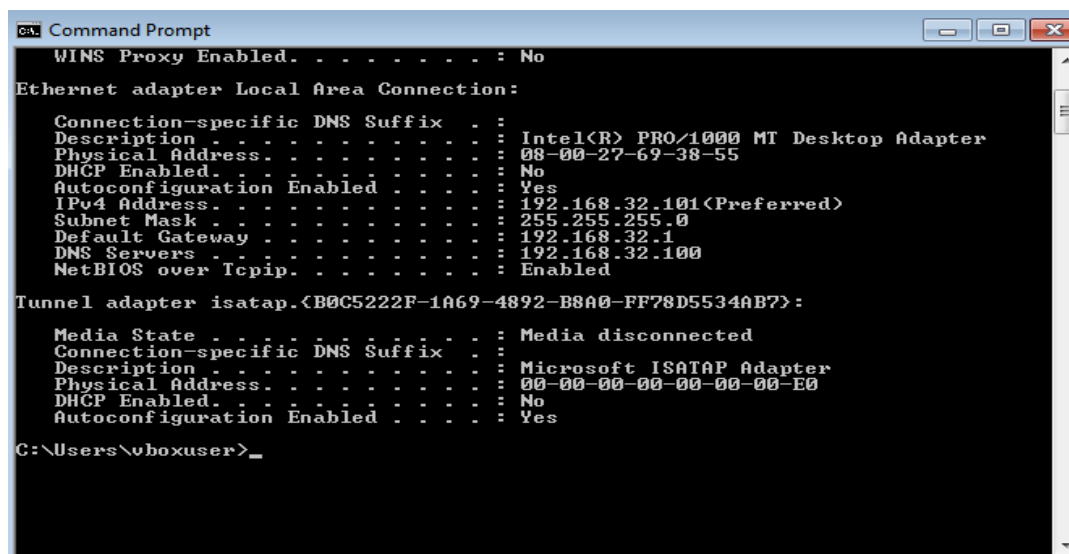 Command Prompt
WINS Proxy Enabled. . . . . . . . : No
Ethernet adapter Local Area Connection:
Connection-specific DNS Suffix  . :
Description . . . . . . . . . . . : Intel(R) PRO/1000 MT Desktop Adapter
Physical Address. . . . . . . . . : 08-00-27-69-38-55
DHCP Enabled. . . . . . . . . . . : No
Autoconfiguration Enabled . . . . : Yes
IPv4 Address. . . . . . . . . . . : 192.168.32.101(Preferred)
Subnet Mask . . . . . . . . . . . : 255.255.255.0
Default Gateway . . . . . . . . . : 192.168.32.1
DNS Servers . . . . . . . . . . . : 192.168.32.100
NetBIOS over Tcpip. . . . . . . . : Enabled
Tunnel adapter isatap.{B0C5222F-1A69-4892-B8A0-FF78D5534AB7}:
Media State . . . . . . . . . . . : Media disconnected
Connection-specific DNS Suffix  . :
Description . . . . . . . . . . . : Microsoft ISATAP Adapter
Physical Address. . . . . . . . . : 00-00-00-00-00-00-00-E0
DHCP Enabled. . . . . . . . . . . : No
Autoconfiguration Enabled . . . . : Yes
C:\Users\vboxuser>_